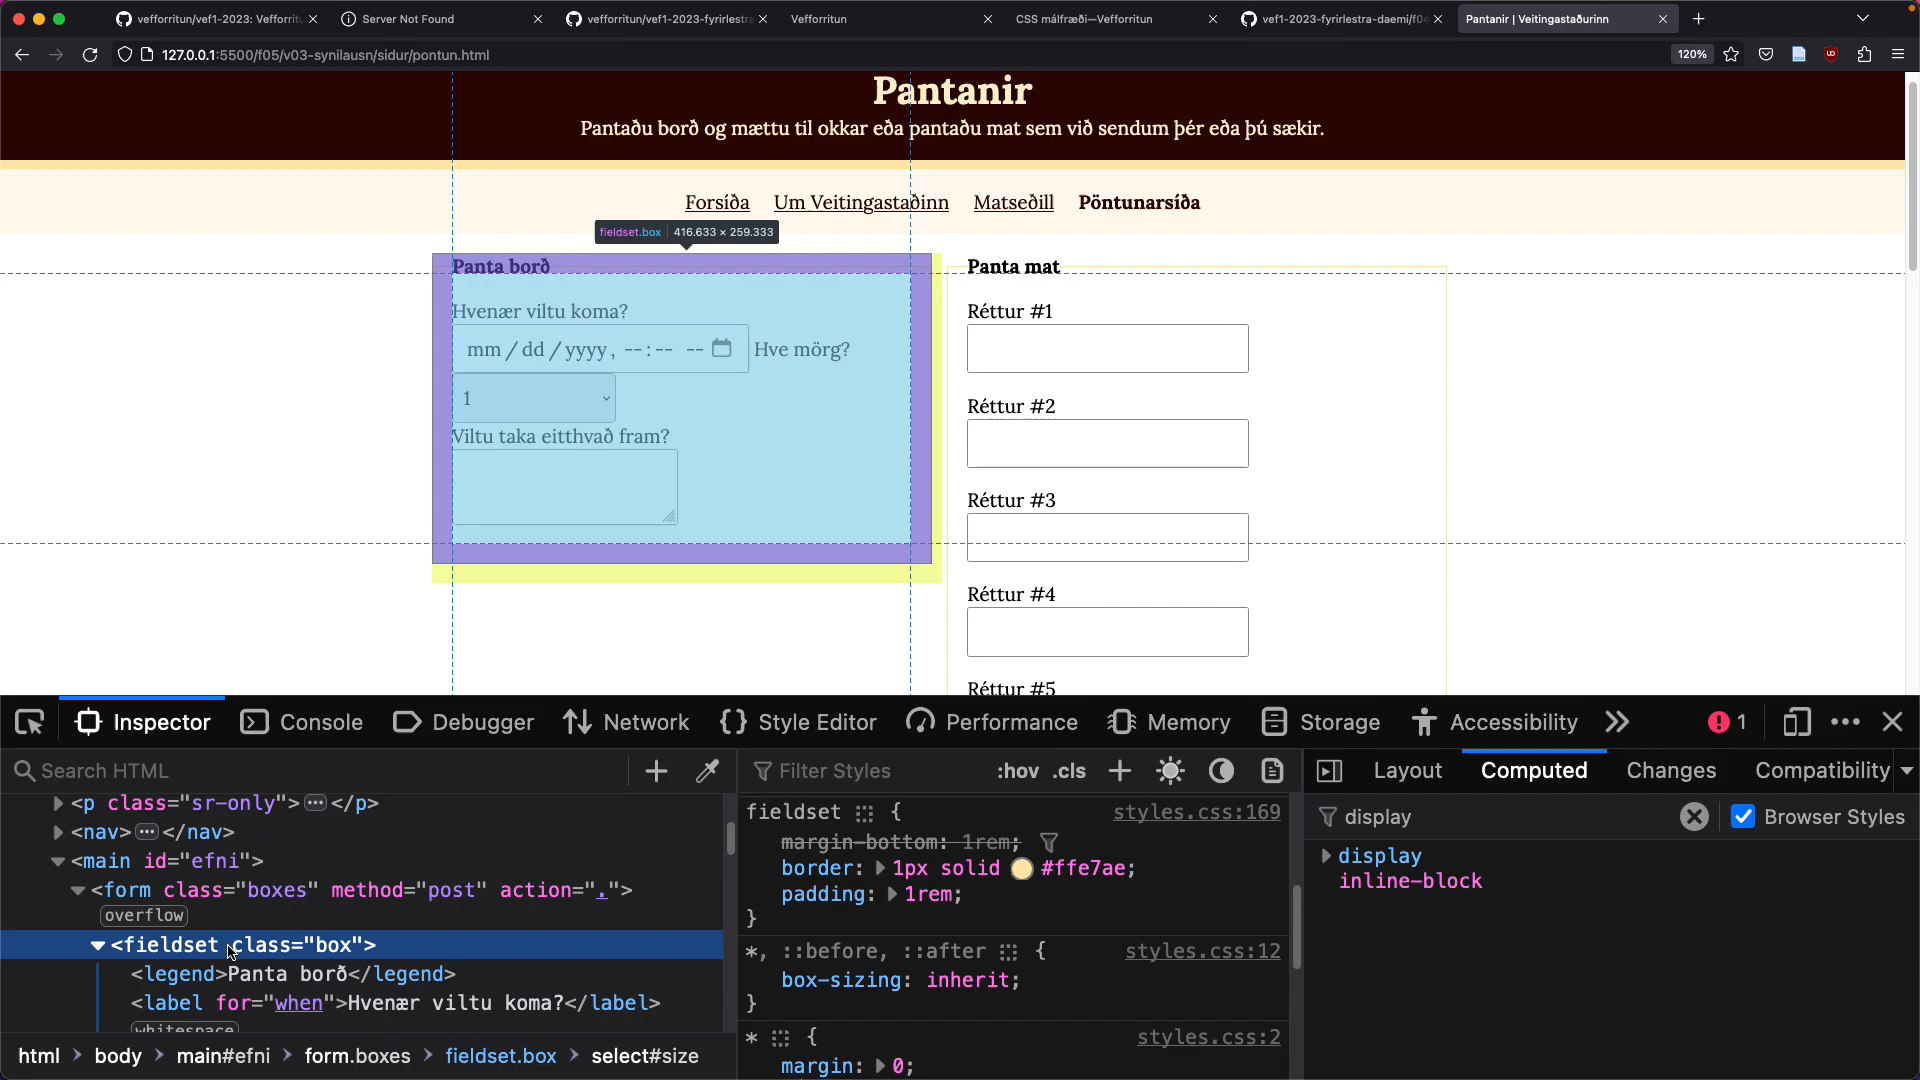 vefforritun/vef1-2023: Vefforritu
Server Not Found
vefforritun/vef1-2023-fyrirlestra
Vefforritun
CSS málfræði—Vefforritun
vef1-2023-fyrirlestra-daemi/f04
Pantanir | Veitingastaðurinn
127.0.0.1:5500/f05/v03-synilausn/sidur/pontun.html
120%
Pantanir
Pantaðu borð og mættu til okkar eða pantaðu mat sem við sendum þér eða þú sækir.
Forsíða Um Veitingastaðinn Matseðill Pöntunarsíða
fieldset.box 416.633 × 259.333
Panta borð
Hvenær viltu koma?
mm/dd/yyyy, --:-- -- Hve mörg?
1
Viltu taka eitthvað fram?
Panta mat
Réttur #1
Réttur #2
Réttur #3
Réttur #4
Réttur #5
Inspector Console Debugger Network {} Style Editor Performance Memory Storage Accessibility 1
Search HTML
<p class="sr-only"> </p>
<nav> </nav>
<main id="efni">
<form class="boxes" method="post" action=".">
overflow
<fieldset class="box">
<legend>Panta borð</legend>
<label for="when">Hvenær viltu koma?</label>
whitespace
html > body > main#efni > form.boxes > fieldset.box > select#size
Filter Styles :hov .cls
fieldset { styles.css:169
margin-bottom: 1rem;
border: 1px solid #ffe7ae;
padding: 1rem;
}
*, ::before, ::after { styles.css:12
box-sizing: inherit;
}
* { styles.css:2
margin: 0;
Layout Computed Changes Compatibility
display Browser Styles
display
inline-block